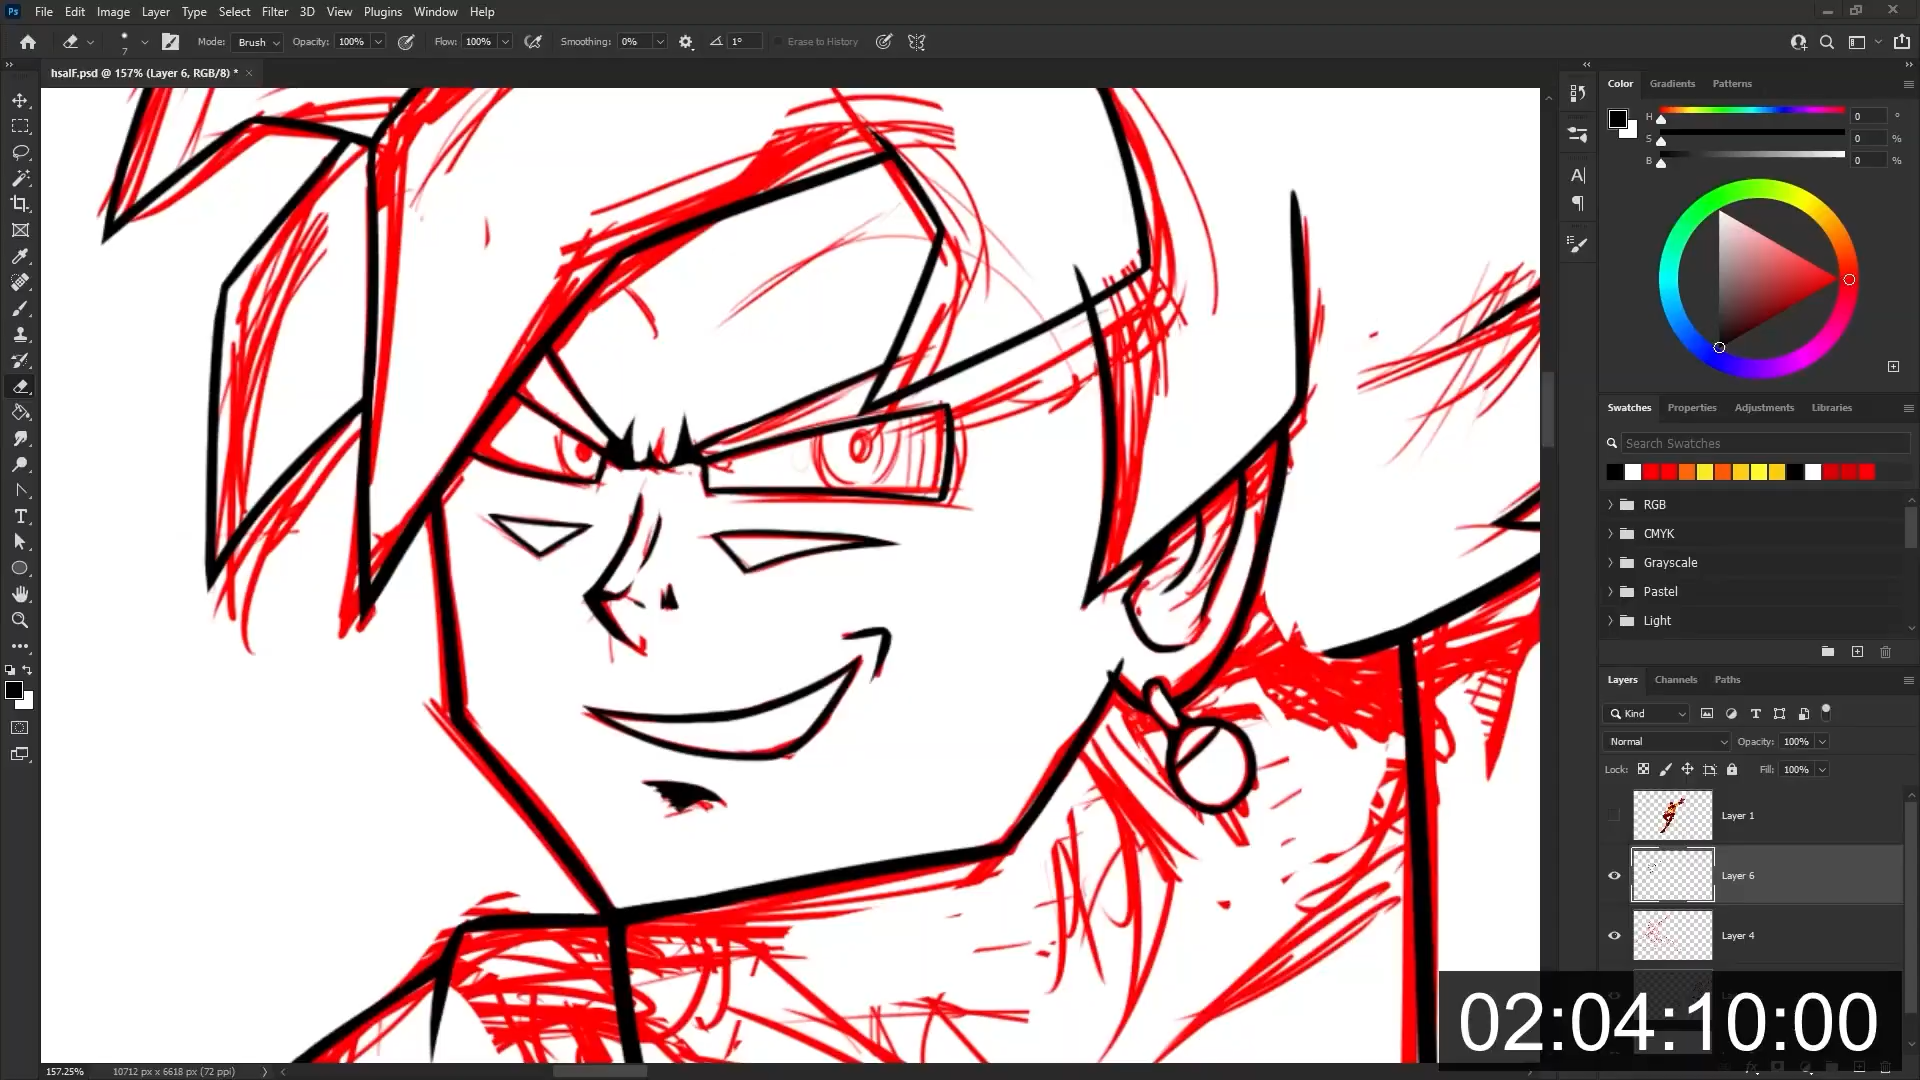 Ps File Edit Image Layer Type Select Filter 3D View Plugins Window Help
7 Mode: Brush Opacity: 100% Flow: 100% Smoothing: 0% 1° Erase to History
hsalF.psd @ 157% (Layer 6, RGB/8) *
Color Gradients Patterns
H 0 °
S 0 %
B 0 %
Swatches Properties Adjustments Libraries
Search Swatches
RGB
CMYK
Grayscale
Pastel
Light
Layers Channels Paths
Kind
Normal Opacity: 100%
Lock: Fill: 100%
Layer 1
Layer 6
Layer 4
02:04:10:00
157.25% 10712 px x 6618 px (72 ppi)